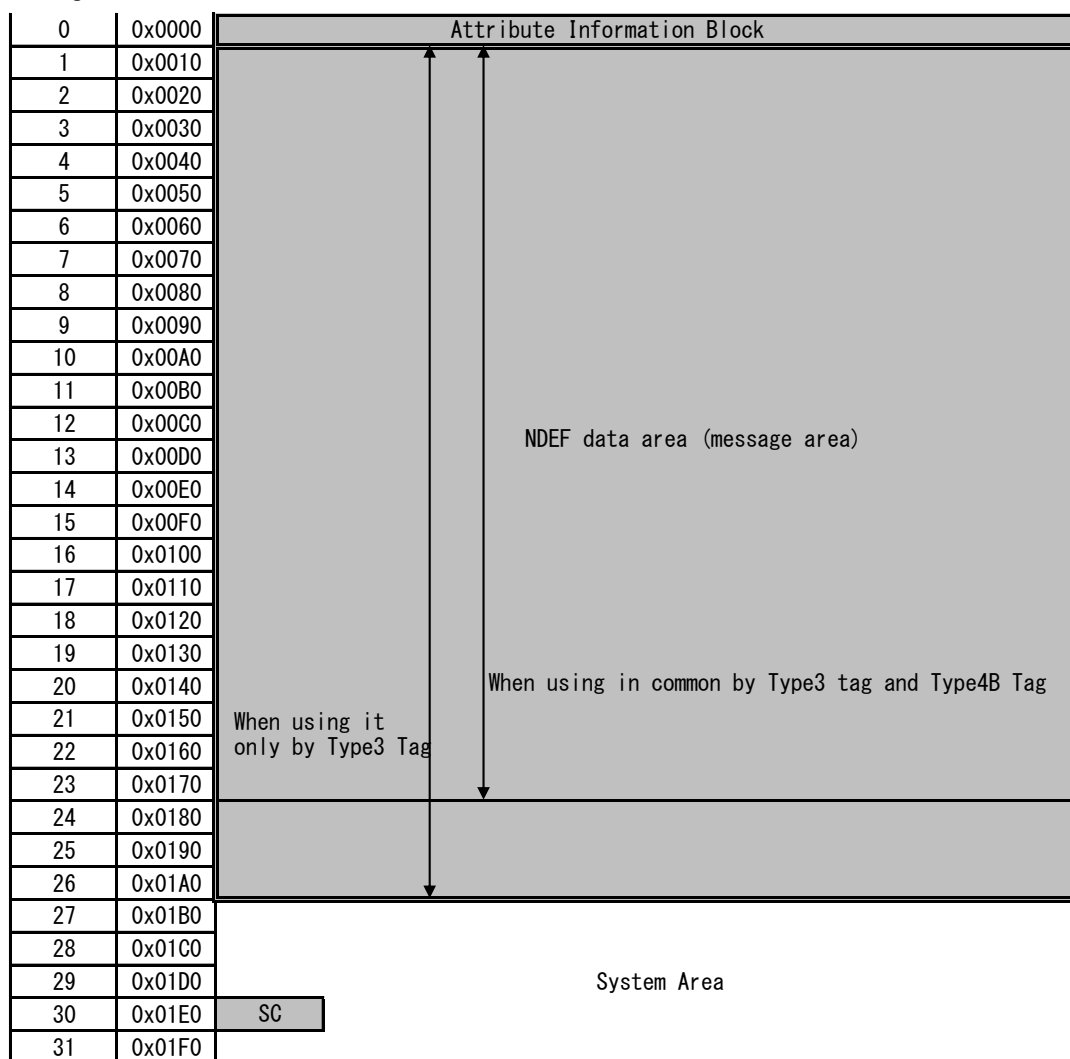 0 0x0000 Attribute Information Block
1 0x0010
2 0x0020
3 0x0030
4 0x0040
5 0x0050
6 0x0060
7 0x0070
8 0x0080
9 0x0090
10 0x00A0
11 0x00B0
12 0x00C0
NDEF data area (message area)
13 0x00D0
14 0x00E0
15 0x00F0
16 0x0100
17 0x0110
18 0x0120
19 0x0130
20 0x0140 When using in common by Type3 tag and Type4B Tag
21 0x0150 When using it
22 0x0160 only by Type3 Tag
23 0x0170
24 0x0180
25 0x0190
26 0x01A0
27 0x01B0
28 0x01C0
29 0x01D0 System Area
30 0x01E0 SC
31 0x01F0